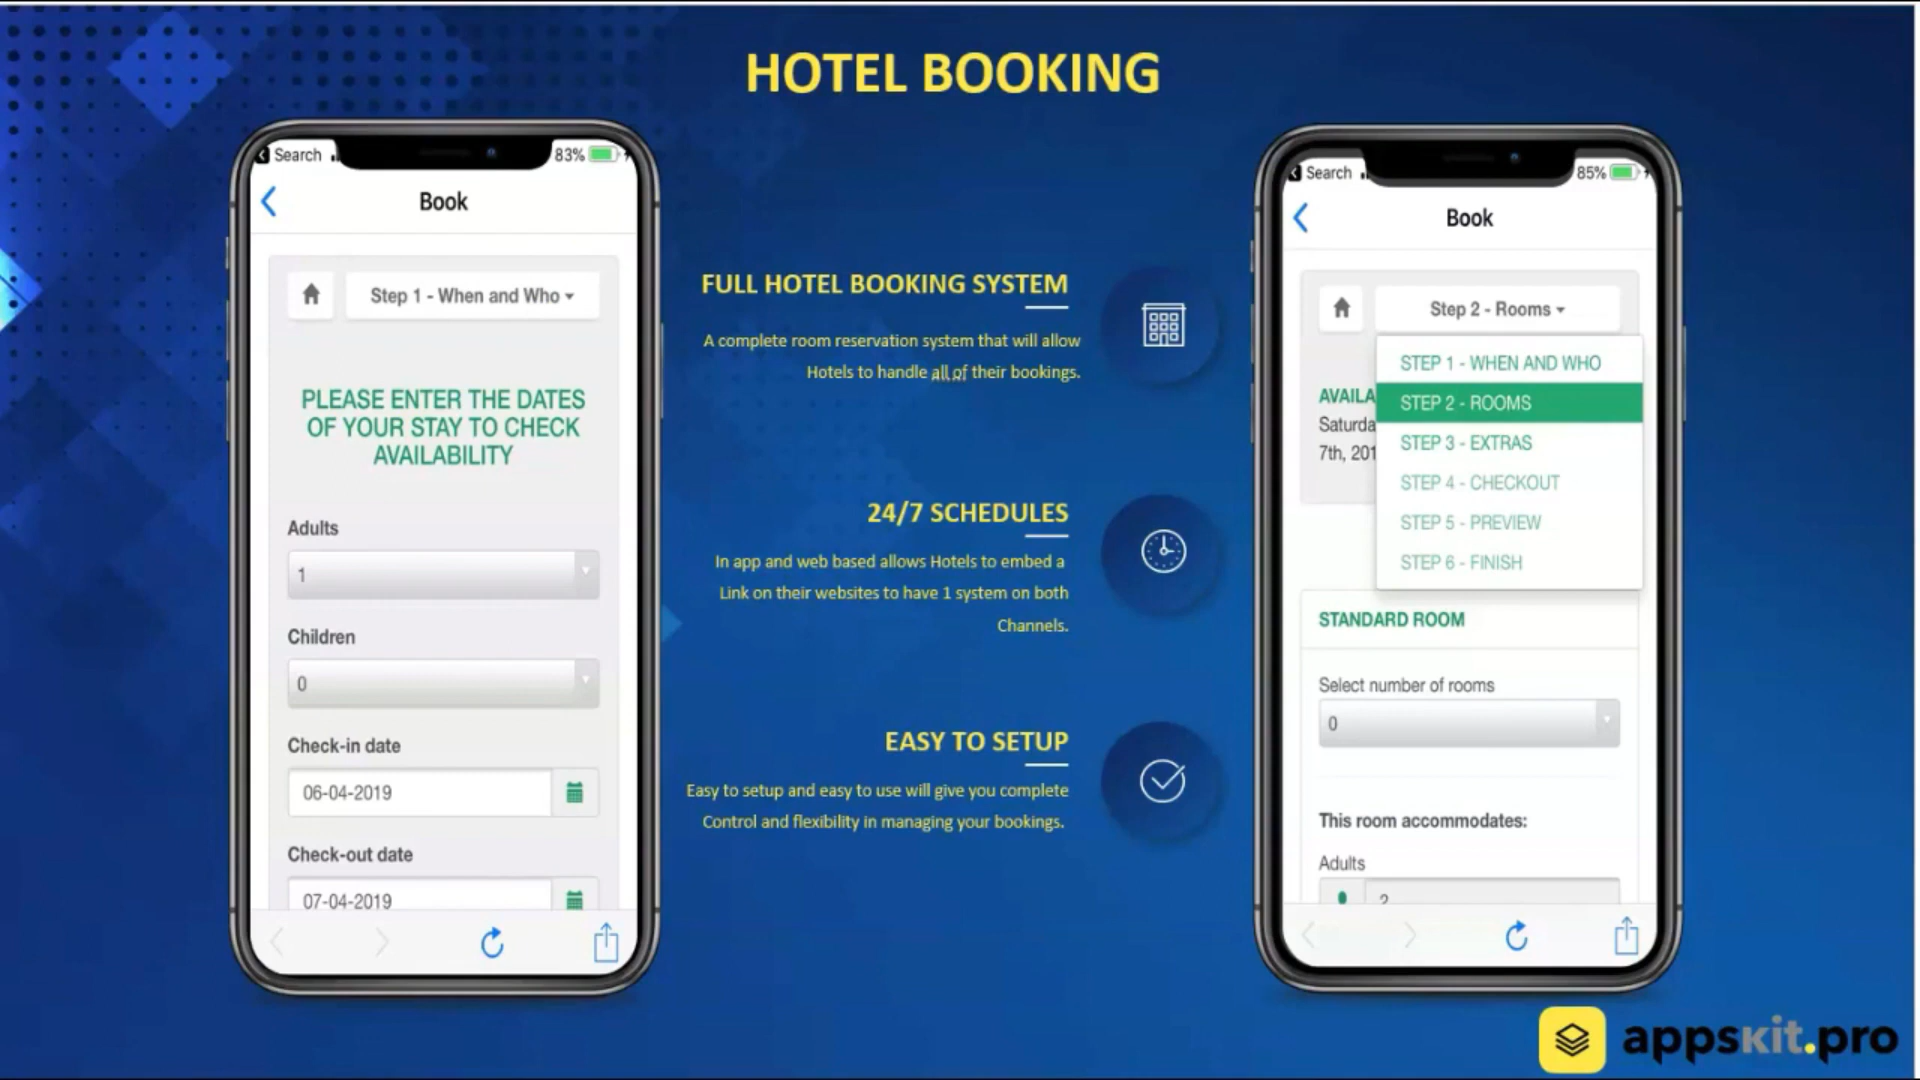 HOTEL BOOKING
Search
83%
Book
Step 1 - When and Who
PLEASE ENTER THE DATES
OF YOUR STAY TO CHECK
AVAILABILITY
Adults
1
Children
0
Check-in date
06-04-2019
Check-out date
07-04-2019
FULL HOTEL BOOKING SYSTEM
A complete room reservation system that will allow
Hotels to handle all of their bookings.
24/7 SCHEDULES
In app and web based allows Hotels to embed a
Link on their websites to have 1 system on both
Channels.
EASY TO SETUP
Easy to setup and easy to use will give you complete
Control and flexibility in managing your bookings.
Search
85%
Book
Step 2 - Rooms
STEP 1 - WHEN AND WHO
STEP 2 - ROOMS
STEP 3 - EXTRAS
STEP 4 - CHECKOUT
STEP 5 - PREVIEW
STEP 6 - FINISH
AVAILA
Saturda
7th, 201
STANDARD ROOM
Select number of rooms
0
This room accommodates:
Adults
2
appskit.pro